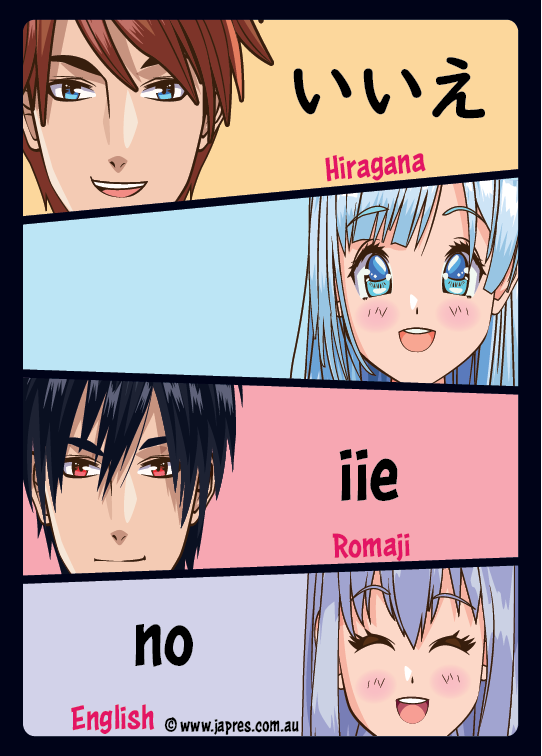 いいえ
Hiragana
iie
Romaji
no
English
© www.japres.com.au